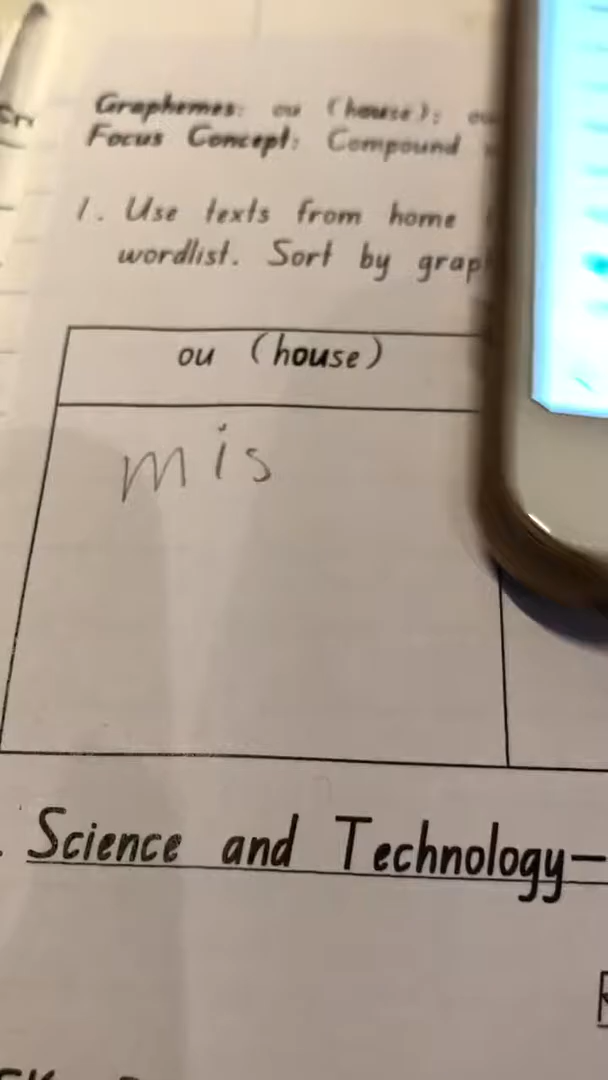 Graphemes: ou (house); ou
Focus Concept: Compound
1. Use texts from home
wordlist. Sort by grap
ou (house)
mis
Science and Technology—